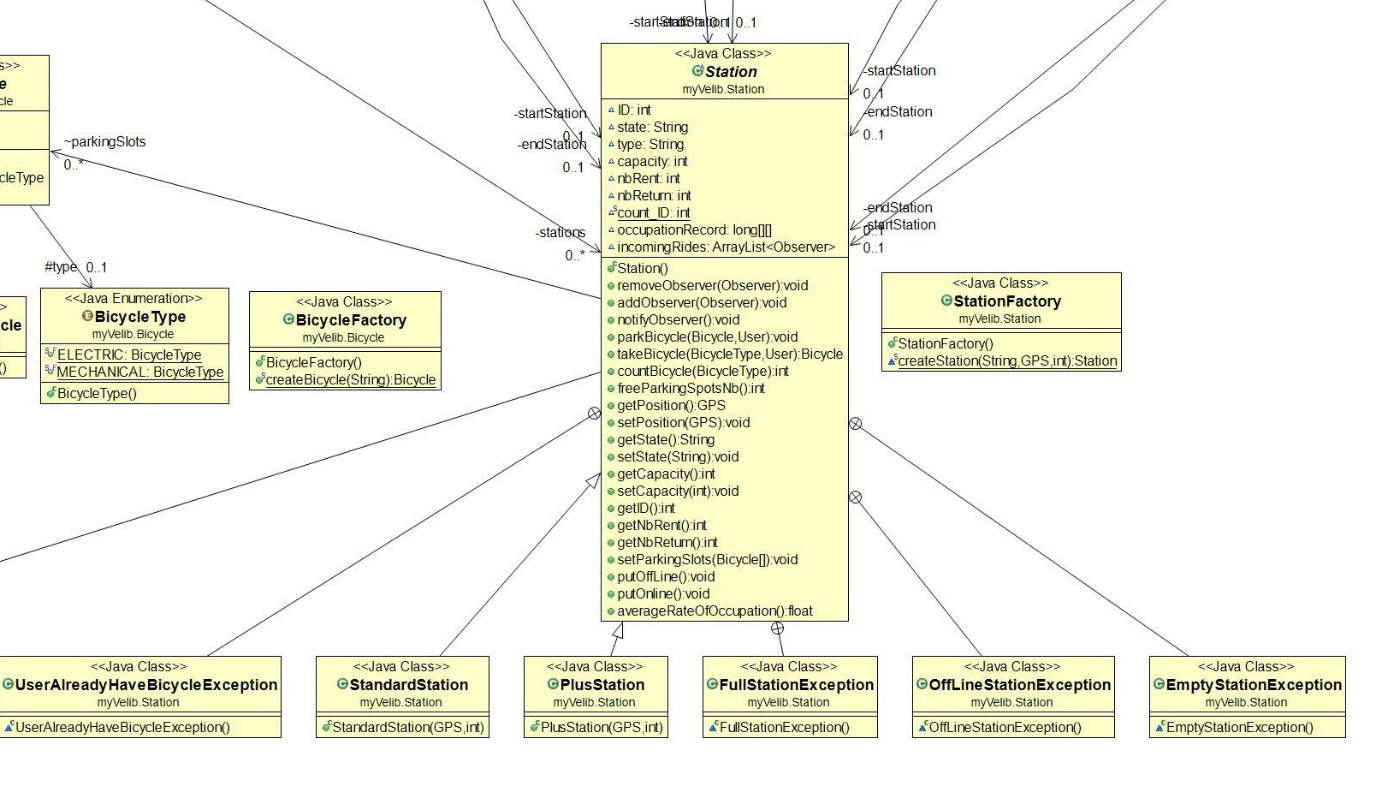 -startStation
-endStation
0..1
s>>
e
cle
cleType
~parkingSlots
0..*
#type 0..1
-startStation
0..1
-endStation
0..1
-stations
0..*
<<Java Class>>
Station
myVelib.Station
ID: int
state: String
type: String
capacity: int
nbRent: int
nbReturn: int
count_ID: int
occupationRecord: long[][]
incomingRides: ArrayList<Observer>
Station()
removeObserver(Observer):void
addObserver(Observer):void
notifyObserver():void
parkBicycle(Bicycle,User):void
takeBicycle(BicycleType,User):Bicycle
countBicycle(BicycleType):int
freeParkingSpotsNb():int
getPosition():GPS
setPosition(GPS):void
getState():String
setState(String):void
getCapacity():int
setCapacity(int):void
getID():int
getNbRent():int
getNbReturn():int
setParkingSlots(Bicycle[]):void
putOffLine():void
putOnline():void
averageRateOfOccupation():float
-startStation
0..1
-endStation
0..1
-endStation
-startStation
0..1
0..1
>
cle
()
<<Java Enumeration>>
BicycleType
myVelib.Bicycle
ELECTRIC: BicycleType
MECHANICAL: BicycleType
BicycleType()
<<Java Class>>
BicycleFactory
myVelib.Bicycle
BicycleFactory()
createBicycle(String):Bicycle
<<Java Class>>
StationFactory
myVelib.Station
StationFactory()
createStation(String,GPS,int):Station
<<Java Class>>
UserAlreadyHaveBicycleException
myVelib.Station
UserAlreadyHaveBicycleException()
<<Java Class>>
StandardStation
myVelib.Station
StandardStation(GPS,int)
<<Java Class>>
PlusStation
myVelib.Station
PlusStation(GPS,int)
<<Java Class>>
FullStationException
myVelib.Station
FullStationException()
<<Java Class>>
OffLineStationException
myVelib.Station
OffLineStationException()
<<Java Class>>
EmptyStationException
myVelib.Station
EmptyStationException()